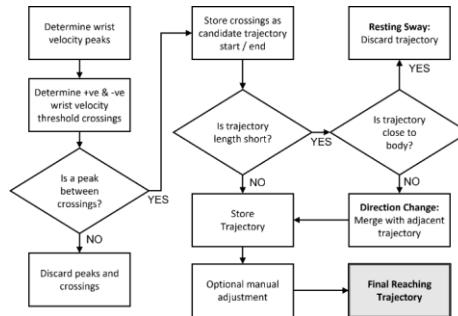 Determine wrist
velocity peaks
Determine +ve & -ve
wrist velocity
threshold crossings
Is a peak
between
crossings?
YES
NO
Discard peaks and
crossings
Store crossings as
candidate trajectory
start / end
Is trajectory
length short?
YES
NO
Store
Trajectory
Optional manual
adjustment
Resting Sway:
Discard trajectory
YES
Is trajectory
close to
body?
NO
Direction Change:
Merge with adjacent
trajectory
Final Reaching
Trajectory